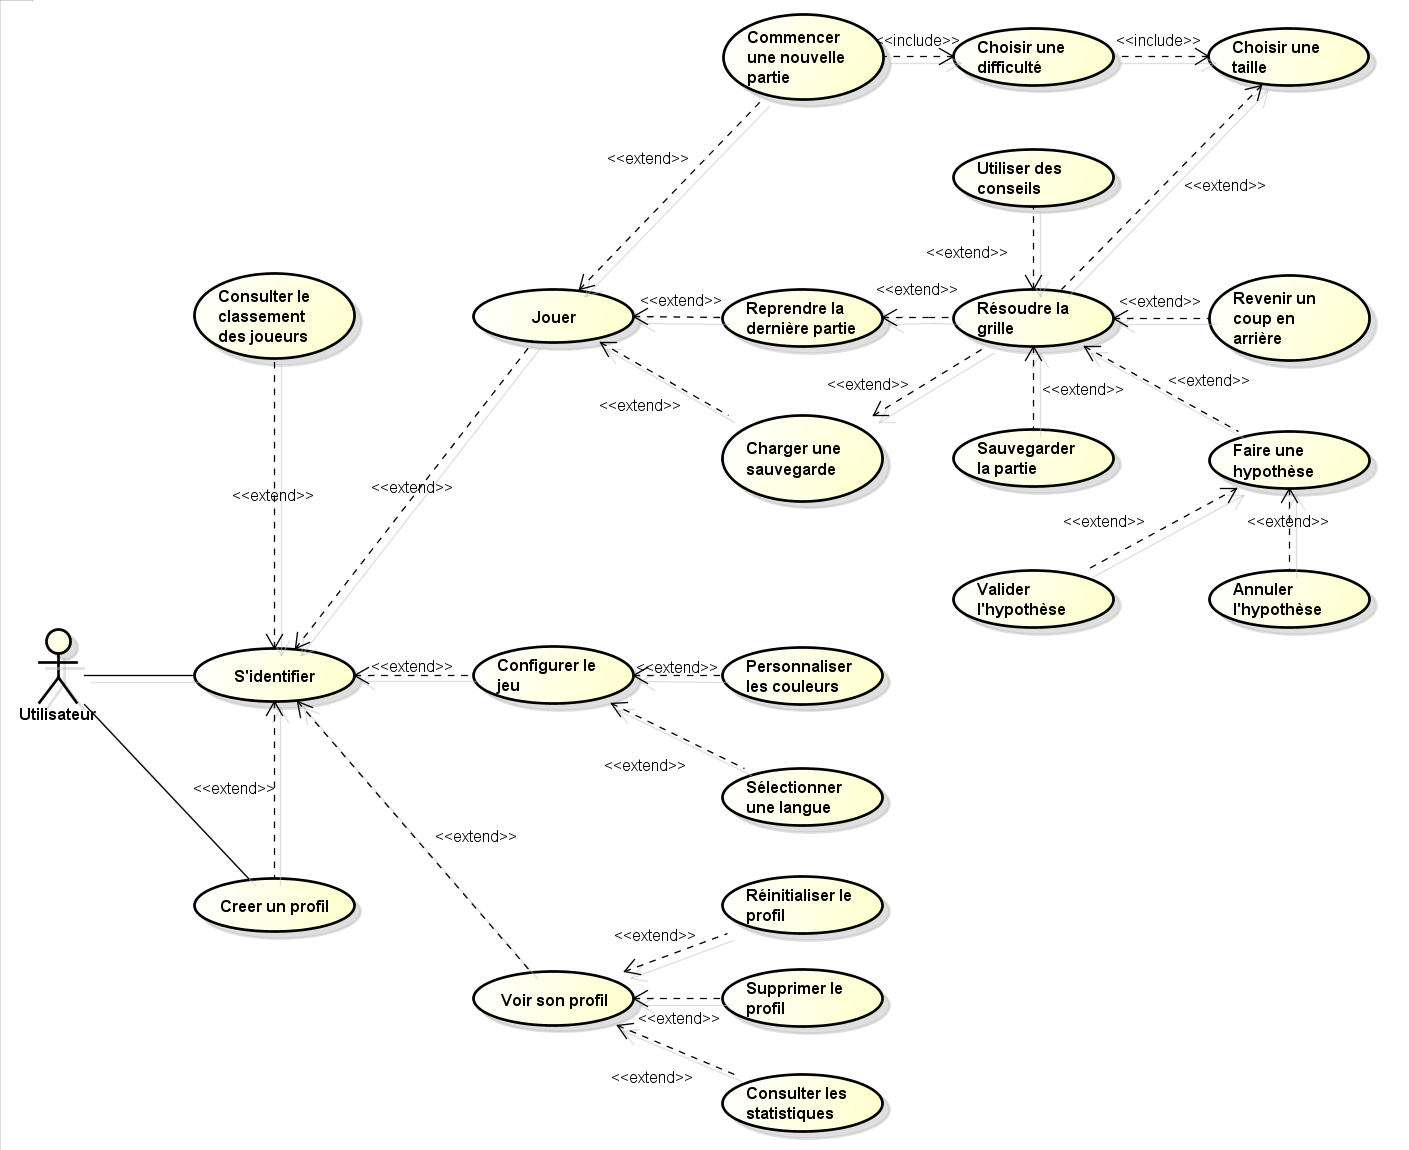 Commencer
une nouvelle
partie
<<include>>
Choisir une
difficulté
<<include>>
Choisir une
taille
<<extend>>
Utiliser des
conseils
<<extend>>
<<extend>>
Consulter le
classement
des joueurs
Jouer
<<extend>>
Reprendre la
dernière partie
<<extend>>
Résoudre la
grille
<<extend>>
Revenir un
coup en
arrière
<<extend>>
<<extend>>
<<extend>>
<<extend>>
Charger une
sauvegarde
Sauvegarder
la partie
Faire une
hypothèse
<<extend>>
<<extend>>
<<extend>>
<<extend>>
Valider
l'hypothèse
Annuler
l'hypothèse
Utilisateur
S'identifier
<<extend>>
Configurer le
jeu
<<extend>>
Personnaliser
les couleurs
<<extend>>
Sélectionner
une langue
<<extend>>
<<extend>>
Creer un profil
Réinitialiser le
profil
<<extend>>
Voir son profil
Supprimer le
profil
<<extend>>
<<extend>>
Consulter les
statistiques